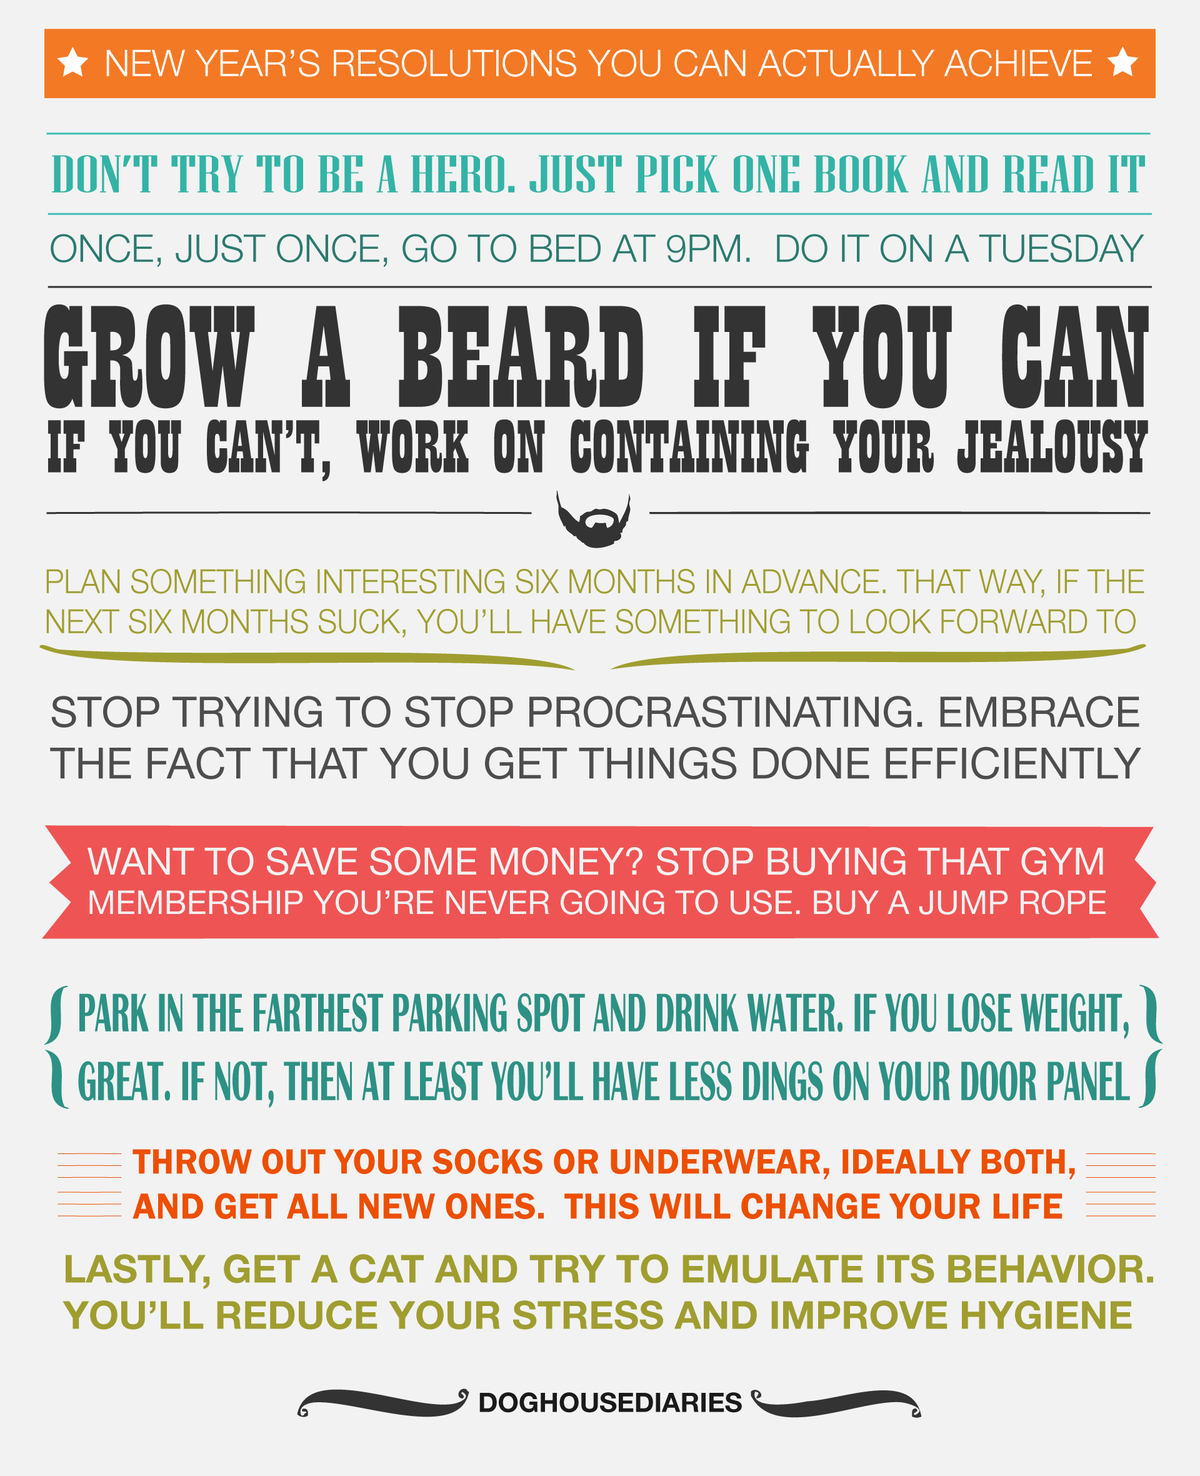 NEW YEAR’S RESOLUTIONS YOU CAN ACTUALLY ACHIEVE
DON’T TRY TO BE A HERO. JUST PICK ONE BOOK AND READ IT
ONCE, JUST ONCE, GO TO BED AT 9PM.  DO IT ON A TUESDAY
GROW A BEARD IF YOU CAN
IF YOU CAN’T, WORK ON CONTAINING YOUR JEALOUSY
PLAN SOMETHING INTERESTING SIX MONTHS IN ADVANCE. THAT WAY, IF THE
NEXT SIX MONTHS SUCK, YOU’LL HAVE SOMETHING TO LOOK FORWARD TO
STOP TRYING TO STOP PROCRASTINATING. EMBRACE
THE FACT THAT YOU GET THINGS DONE EFFICIENTLY
WANT TO SAVE SOME MONEY? STOP BUYING THAT GYM
MEMBERSHIP YOU’RE NEVER GOING TO USE. BUY A JUMP ROPE
PARK IN THE FARTHEST PARKING SPOT AND DRINK WATER. IF YOU LOSE WEIGHT,
GREAT. IF NOT, THEN AT LEAST YOU’LL HAVE LESS DINGS ON YOUR DOOR PANEL
THROW OUT YOUR SOCKS OR UNDERWEAR, IDEALLY BOTH,
AND GET ALL NEW ONES.  THIS WILL CHANGE YOUR LIFE
LASTLY, GET A CAT AND TRY TO EMULATE ITS BEHAVIOR.
YOU’LL REDUCE YOUR STRESS AND IMPROVE HYGIENE
DOGHOUSEDIARIES